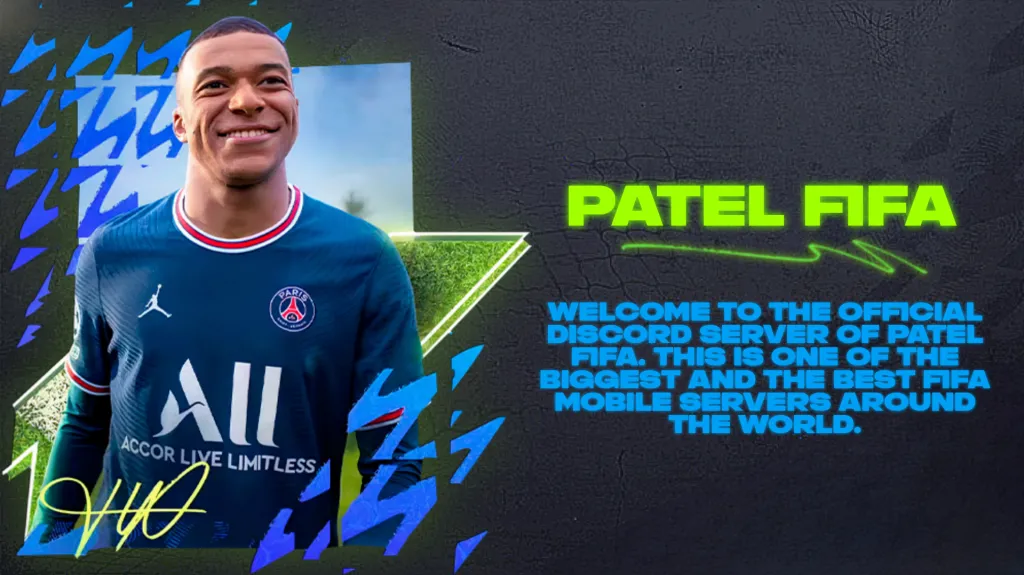 PATEL FIFA
WELCOME TO THE OFFICIAL
DISCORD SERVER OF PATEL
FIFA. THIS IS ONE OF THE
BIGGEST AND THE BEST FIFA
MOBILE SERVERS AROUND
THE WORLD.
PARIS
ALL
ACCOR LIVE LIMITLESS